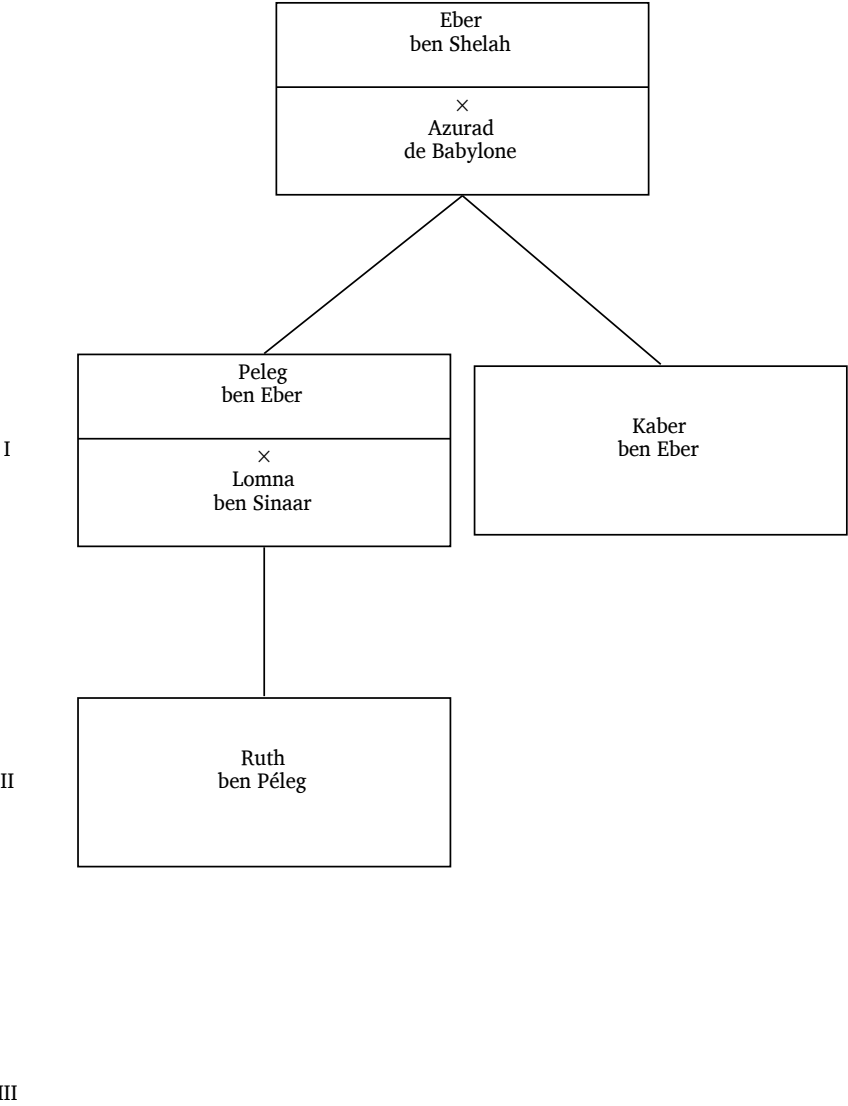 Eber
ben Shelah
×
Azurad
de Babylone
Peleg
ben Eber
×
Lomna
ben Sinaar
Kaber
ben Eber
I
Ruth
ben Péleg
II
III